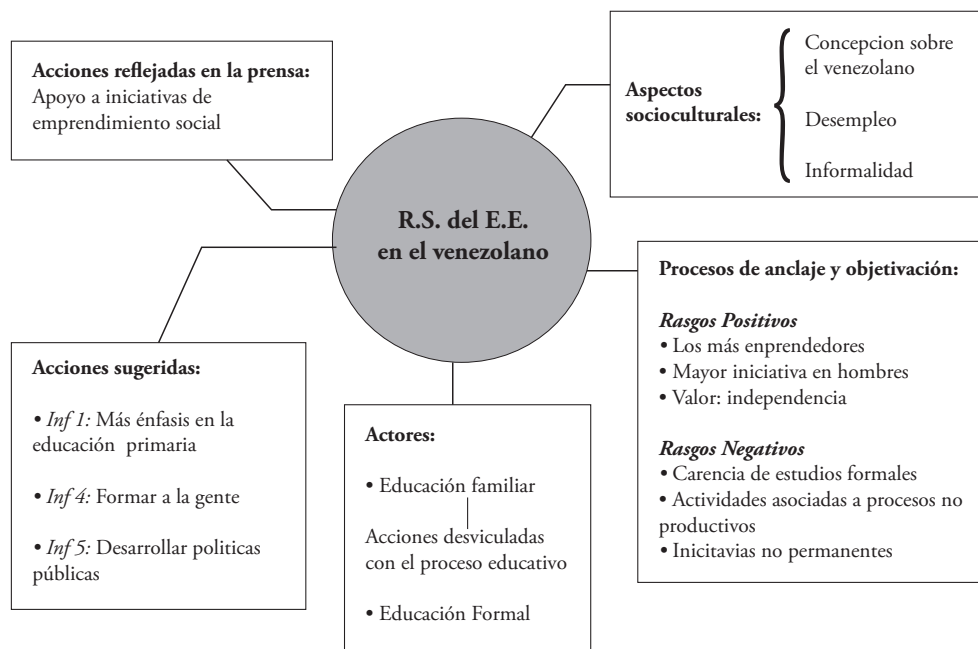 Acciones reflejadas en la prensa:
Apoyo a iniciativas de
emprendimiento social
Aspectos
socioculturales:
Concepcion sobre
el venezolano
Desempleo
Informalidad
R.S. del E.E.
en el venezolano
Procesos de anclaje y objetivación:
Rasgos Positivos
• Los más enprendedores
• Mayor iniciativa en hombres
• Valor: independencia
Rasgos Negativos
• Carencia de estudios formales
• Actividades asociadas a procesos no
productivos
• Inicitavias no permanentes
Acciones sugeridas:
• Inf 1: Más énfasis en la
educación primaria
• Inf 4: Formar a la gente
• Inf 5: Desarrollar politicas
públicas
Actores:
• Educación familiar
Acciones desviculadas
con el proceso educativo
• Educación Formal